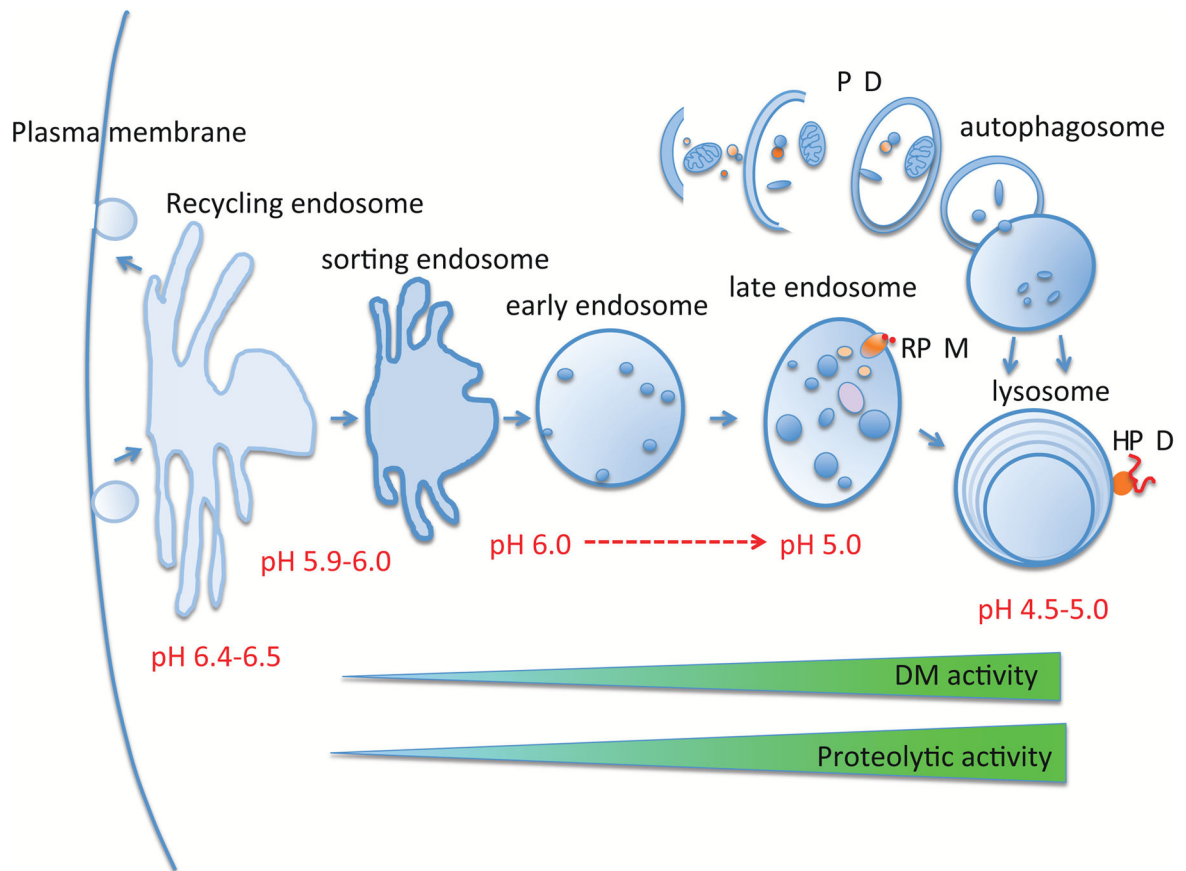 P D
autophagosome
Plasma membrane
Recycling endosome
sorting endosome
early endosome
late endosome
RP M
lysosome
HP D
pH 5.9-6.0
pH 6.0
pH 5.0
pH 4.5-5.0
pH 6.4-6.5
DM activity
Proteolytic activity